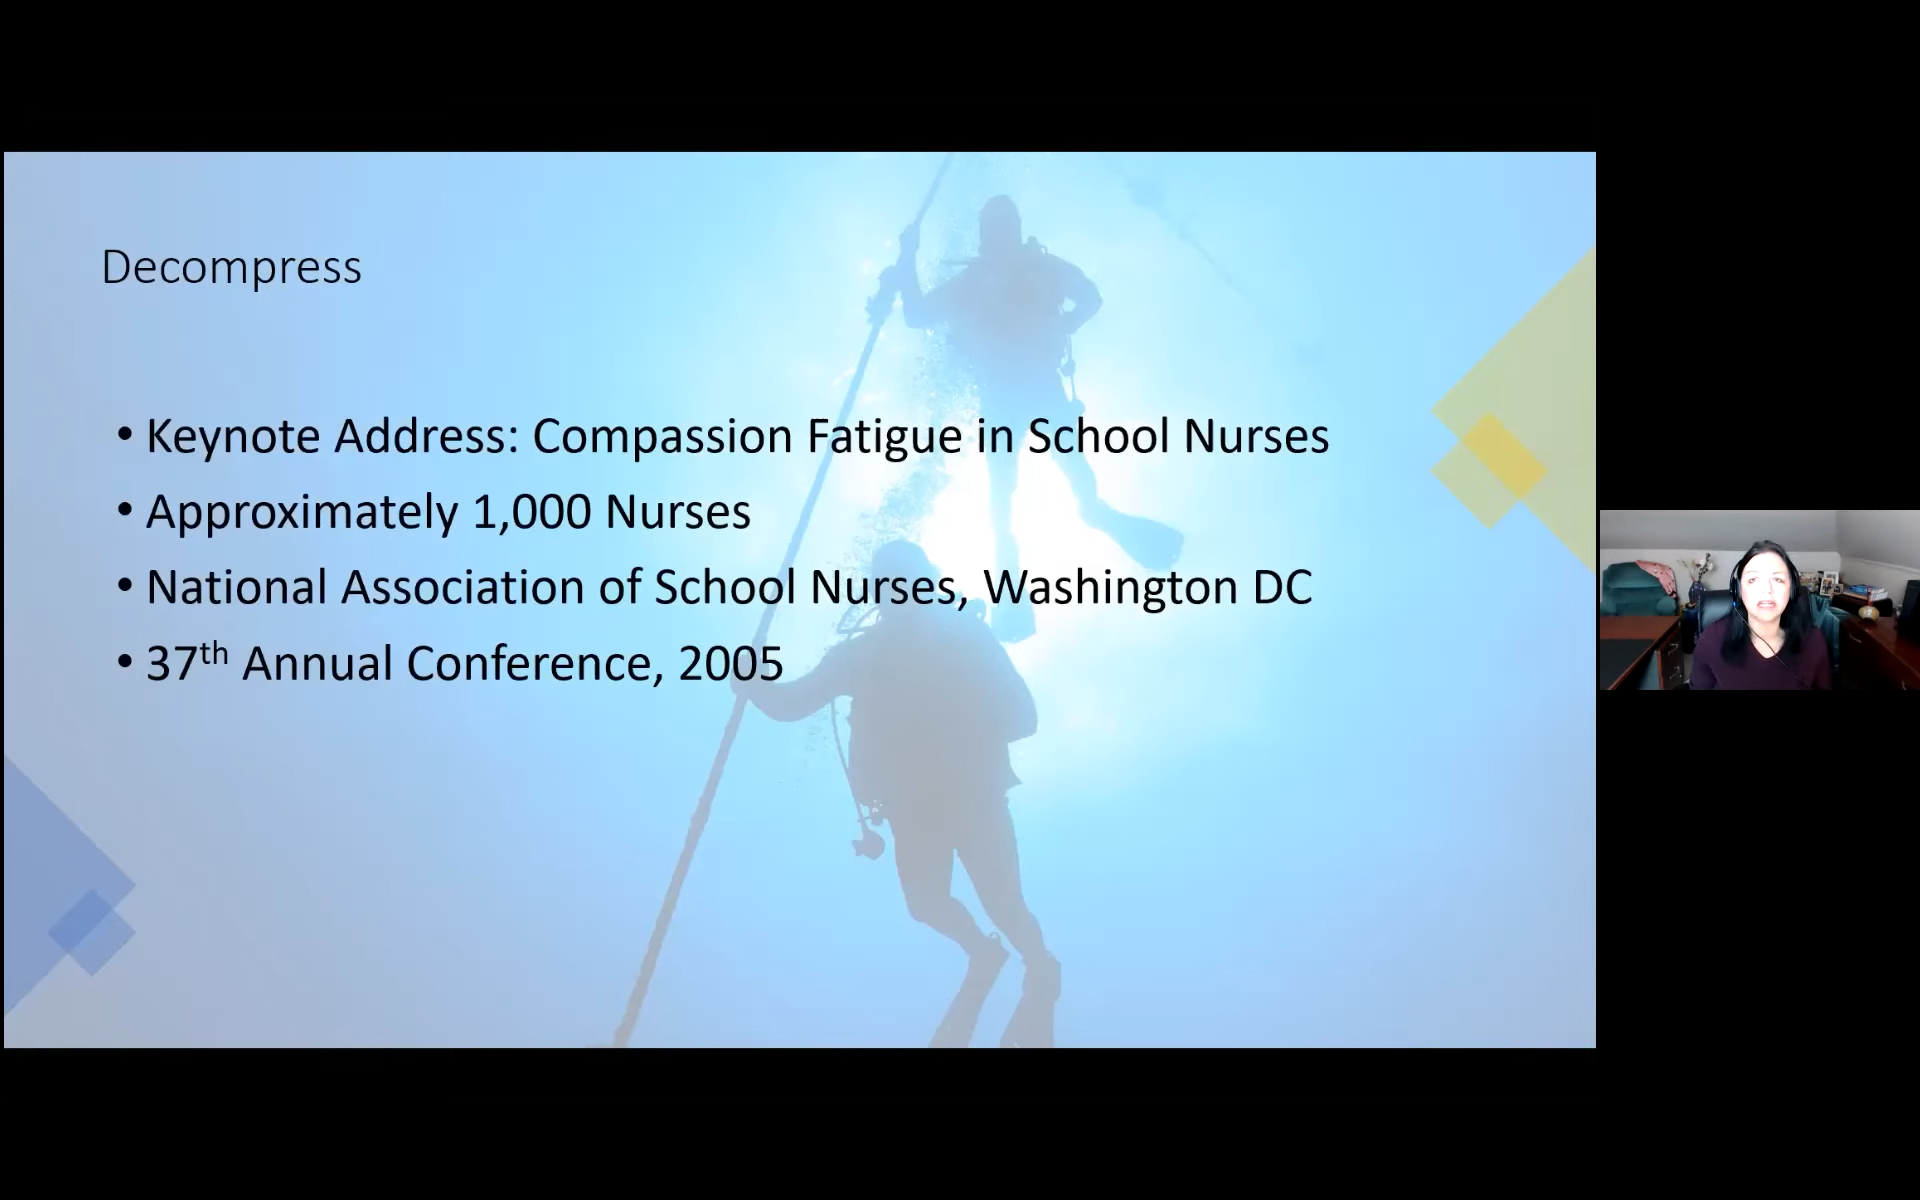 Decompress
• Keynote Address: Compassion Fatigue in School Nurses
• Approximately 1,000 Nurses
• National Association of School Nurses, Washington DC
• 37th Annual Conference, 2005